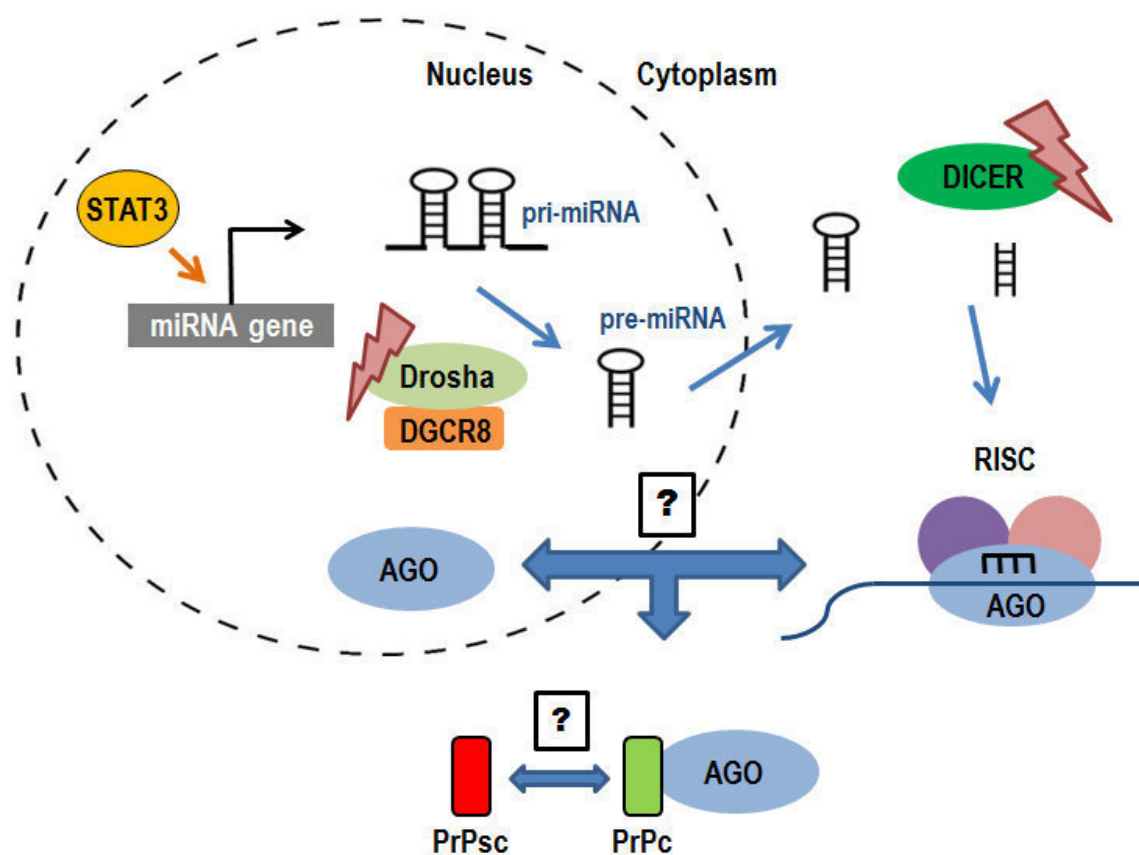 Nucleus
Cytoplasm
DICER
STAT3
pri-miRNA
miRNA gene
pre-miRNA
Drosha
DGCR8
RISC
?
AGO
AGO
?
AGO
PrPsc
PrPc